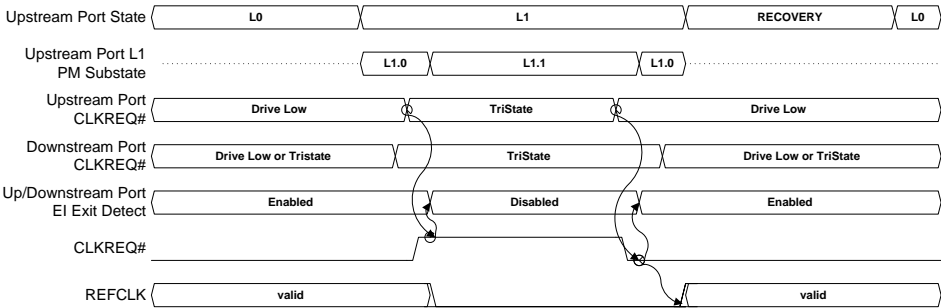 Upstream Port State L0 L1 RECOVERY L0
Upstream Port L1
PM Substate
L1.0 L1.1 L1.0
Upstream Port
CLKREQ#
Drive Low TriState Drive Low
Downstream Port
CLKREQ#
Drive Low or Tristate TriState Drive Low or TriState
Up/Downstream Port
EI Exit Detect
Enabled Disabled Enabled
CLKREQ#
REFCLK valid valid